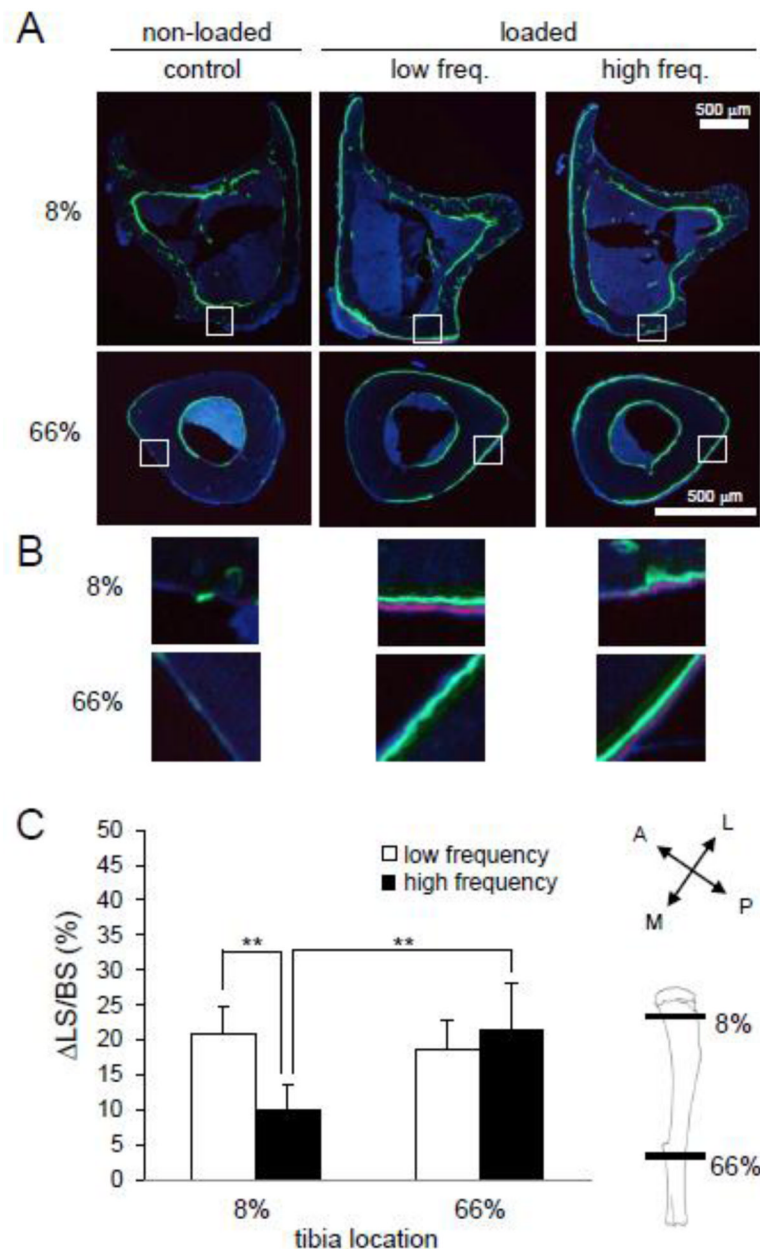 A
non-loaded loaded
control low freq. high freq.
500 μm
8%
66%
500 μm
B
8%
66%
C
50
45
40
35
30
25
20
15
10
5
0
ΔLS/BS (%)
low frequency
high frequency
** **
8% 66%
tibia location
A L
M P
8%
66%